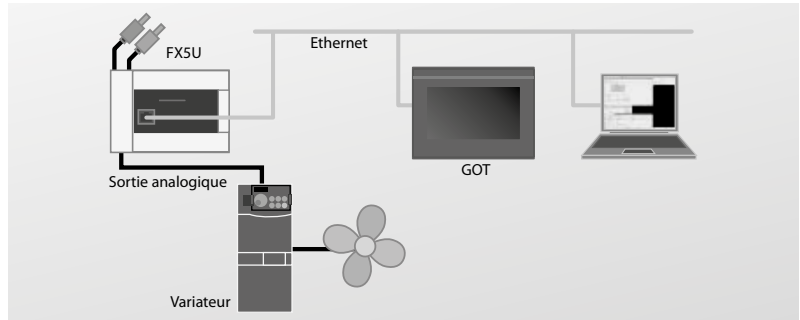 Ethernet
FX5U
GOT
Sortie analogique
Variateur